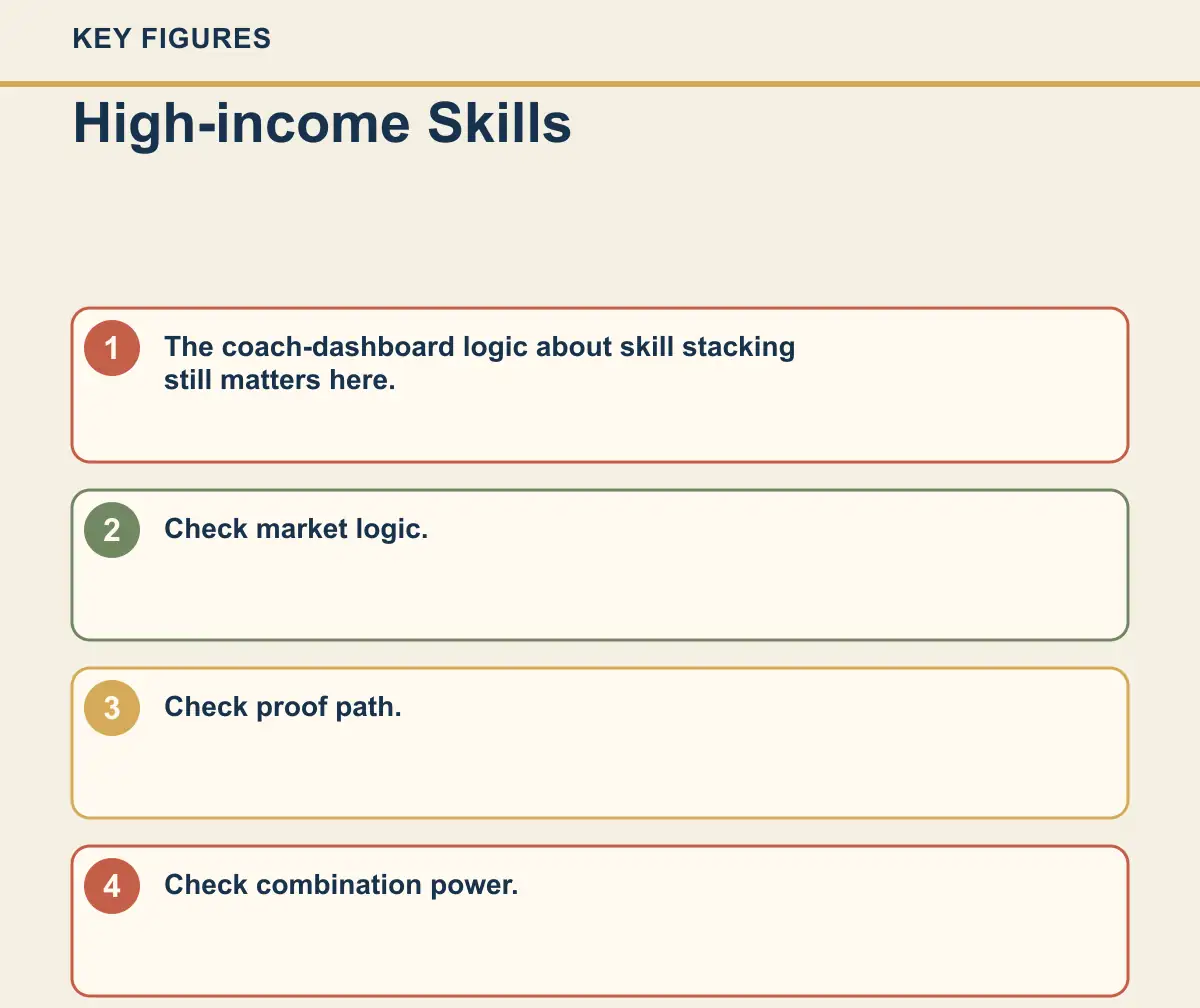 KEY FIGURES
High-income Skills
1
The coach-dashboard logic about skill stacking
still matters here.
2
Check market logic.
3
Check proof path.
4
Check combination power.